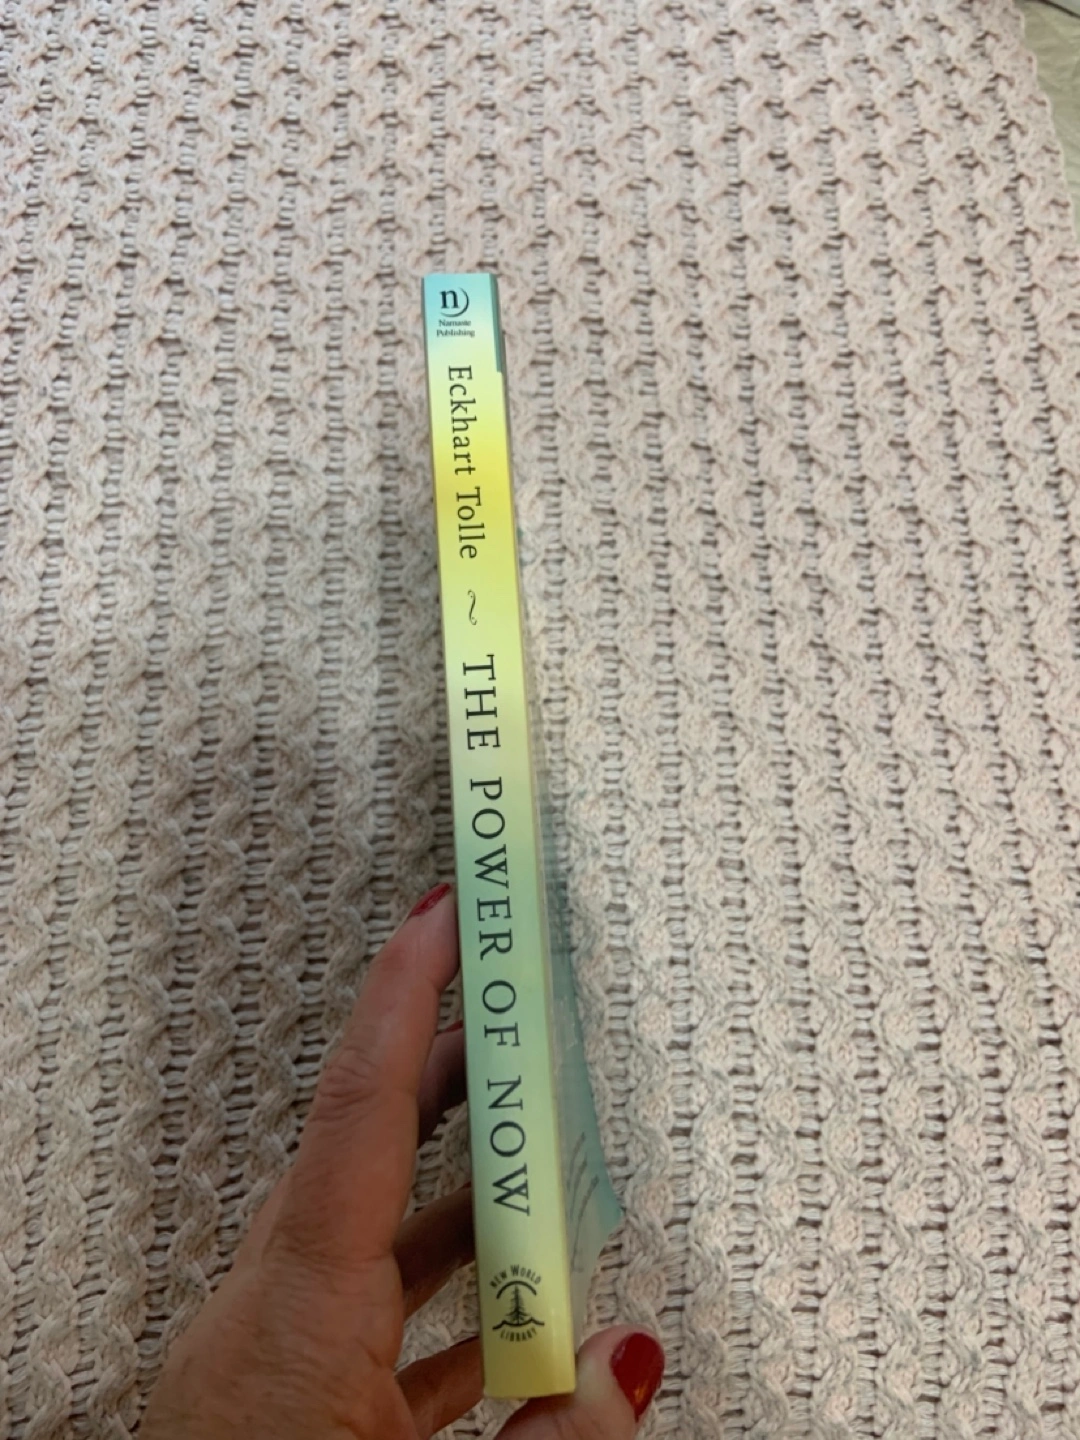 n
Namaste
Publishing
Eckhart Tolle ~ THE POWER OF NOW
NEW WORLD
LIBRARY